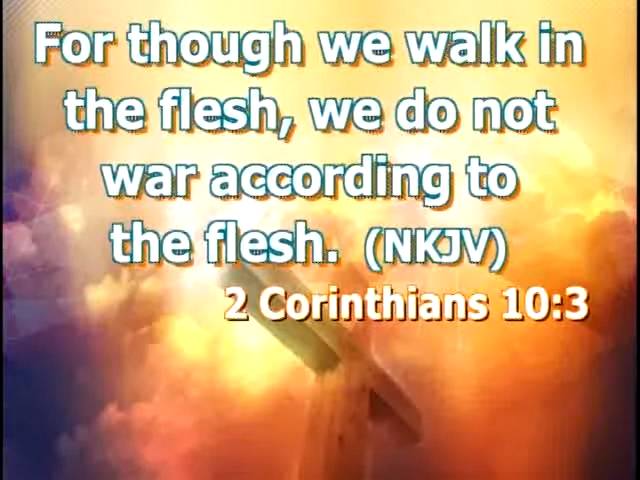 For though we walk in
the flesh, we do not
war according to
the flesh. (NKJV)
2 Corinthians 10:3